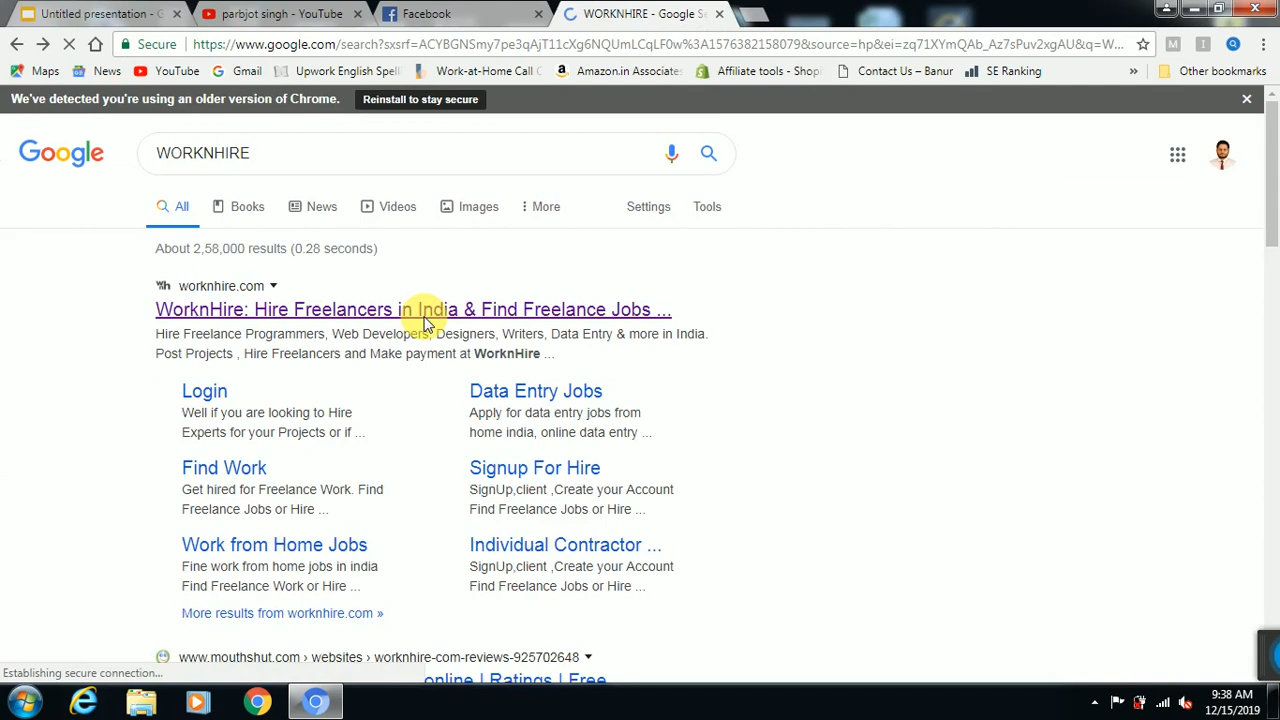 Untitled presentation - G
parbjot singh - YouTube
Facebook
WORKNHIRE - Google Se
Secure
https://www.google.com/search?sxsrf=ACYBGNSmy7pe3qAjT11cXg6NQUmLCqLF0w%3A1576382158079&source=hp&ei=zq71XYmQAb_Az7sPuv2xgAU&q=W...
Maps
News
YouTube
Gmail
Upwork English Spell
Work-at-Home Call C
Amazon.in Associates
Affiliate tools - Shopi
Contact Us – Banur
SE Ranking
»
Other bookmarks
We've detected you're using an older version of Chrome.
Reinstall to stay secure
Google
WORKNHIRE
All
Books
News
Videos
Images
More
Settings
Tools
About 2,58,000 results (0.28 seconds)
Wh worknhire.com
WorknHire: Hire Freelancers in India & Find Freelance Jobs ...
Hire Freelance Programmers, Web Developers, Designers, Writers, Data Entry & more in India.
Post Projects , Hire Freelancers and Make payment at WorknHire ...
Login
Well if you are looking to Hire
Experts for your Projects or if ...
Data Entry Jobs
Apply for data entry jobs from
home india, online data entry ...
Find Work
Get hired for Freelance Work. Find
Freelance Jobs or Hire ...
Signup For Hire
SignUp,client ,Create your Account
Find Freelance Jobs or Hire ...
Work from Home Jobs
Fine work from home jobs in india
Find Freelance Work or Hire ...
Individual Contractor ...
SignUp,client ,Create your Account
Find Freelance Jobs or Hire ...
More results from worknhire.com »
www.mouthshut.com › websites › worknhire-com-reviews-925702648
online | Ratings | Free
Establishing secure connection...
9:38 AM
12/15/2019